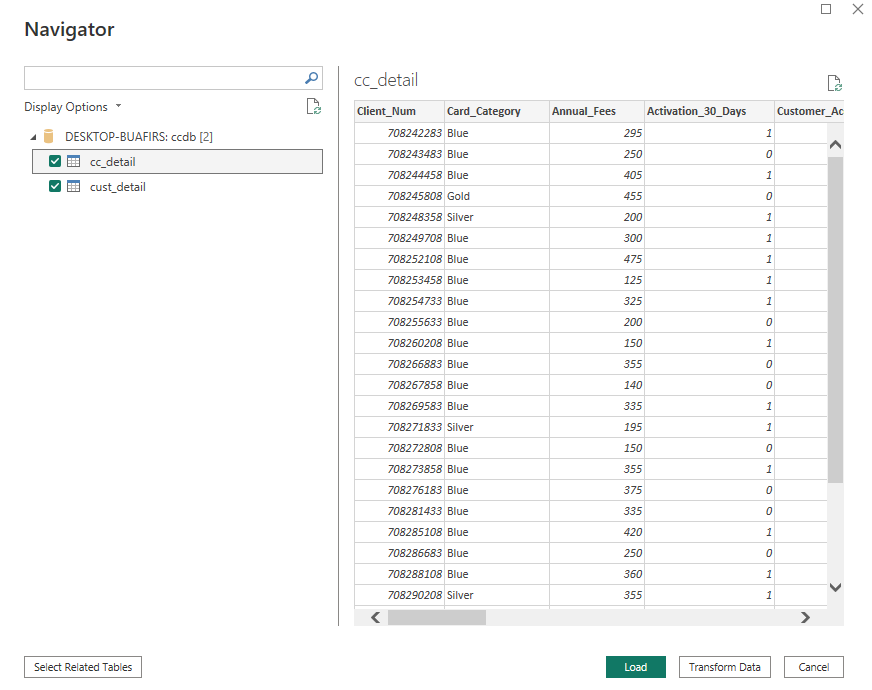 Navigator
Display Options
DESKTOP-BUAFIRS: ccdb [2]
cc_detail
cust_detail
cc_detail
Client_Num Card_Category Annual_Fees Activation_30_Days Customer_Ac
708242283 Blue 295 1
708243483 Blue 250 0
708244458 Blue 405 1
708245808 Gold 455 0
708248358 Silver 200 1
708249708 Blue 300 1
708252108 Blue 475 1
708253458 Blue 125 1
708254733 Blue 325 1
708255633 Blue 200 0
708260208 Blue 150 1
708266883 Blue 355 0
708267858 Blue 140 0
708269583 Blue 335 1
708271833 Silver 195 1
708272808 Blue 150 0
708273858 Blue 355 1
708276183 Blue 375 0
708281433 Blue 335 0
708285108 Blue 420 1
708286683 Blue 250 0
708288108 Blue 360 1
708290208 Silver 355 1
Select Related Tables Load Transform Data Cancel